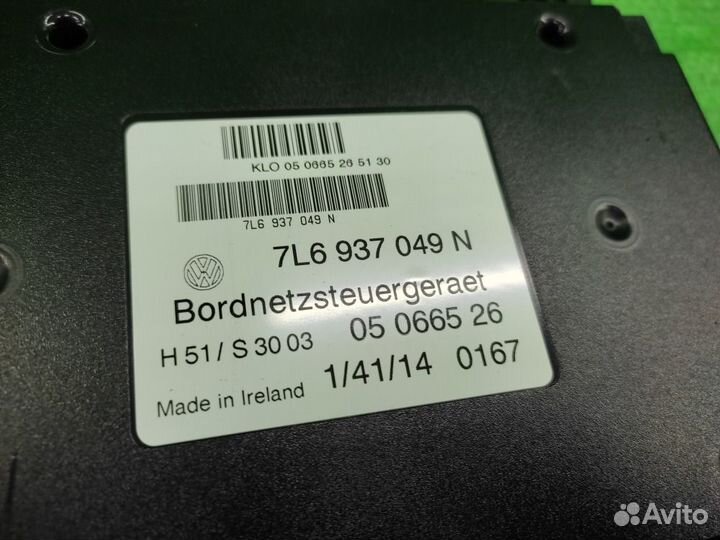 KLO 05 0665 26 51 30
7L6 937 049 N
7L6 937 049 N
Bordnetzsteuergeraet
H 51 / S 30 03 05 0665 26
Made in Ireland 1/41/14 0167
Avito